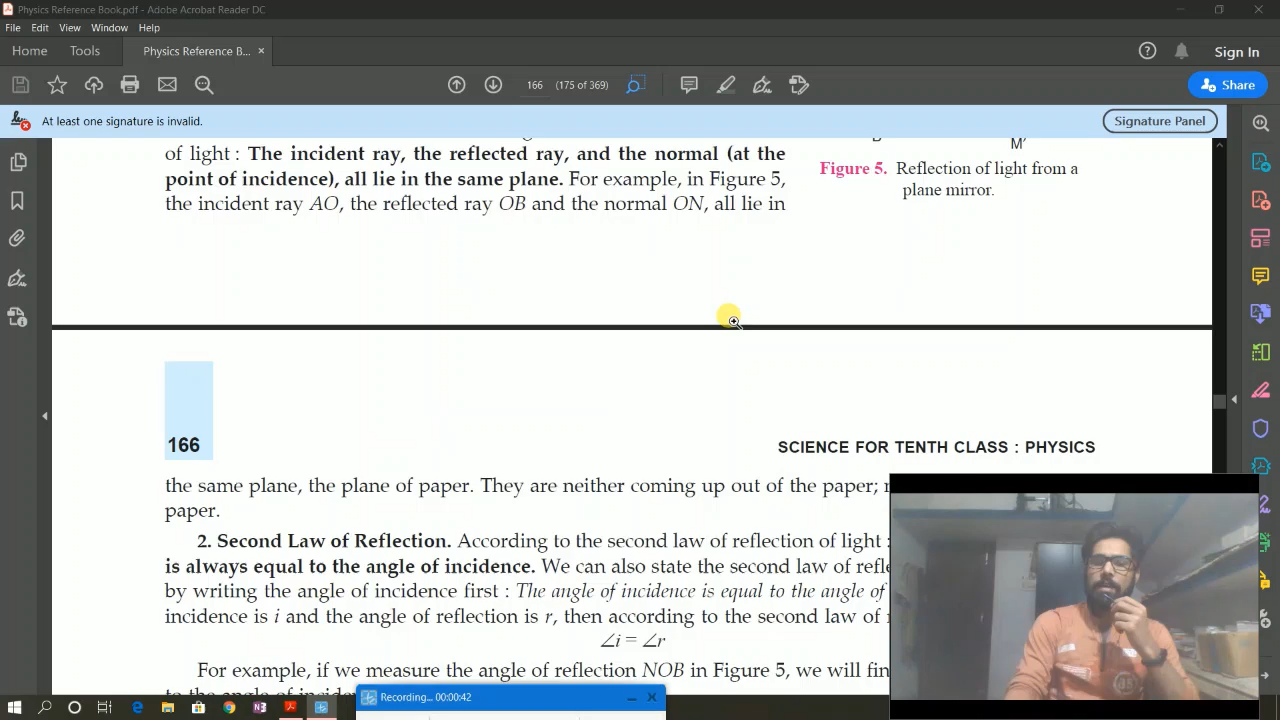 Physics Reference Book.pdf - Adobe Acrobat Reader DC
File Edit View Window Help
Home Tools Physics Reference B... × Sign In
166 (175 of 369) Share
At least one signature is invalid. Signature Panel
M′
of light : The incident ray, the reflected ray, and the normal (at the
point of incidence), all lie in the same plane. For example, in Figure 5,
the incident ray AO, the reflected ray OB and the normal ON, all lie in
Figure 5. Reflection of light from a
plane mirror.
166
SCIENCE FOR TENTH CLASS : PHYSICS
the same plane, the plane of paper. They are neither coming up out of the paper;
paper.
2. Second Law of Reflection. According to the second law of reflection of light :
is always equal to the angle of incidence. We can also state the second law of
by writing the angle of incidence first : The angle of incidence is equal to the angle of
incidence is i and the angle of reflection is r, then according to the second law of
∠i = ∠r
For example, if we measure the angle of reflection NOB in Figure 5, we will
to the angle of
Recording... 00:00:42